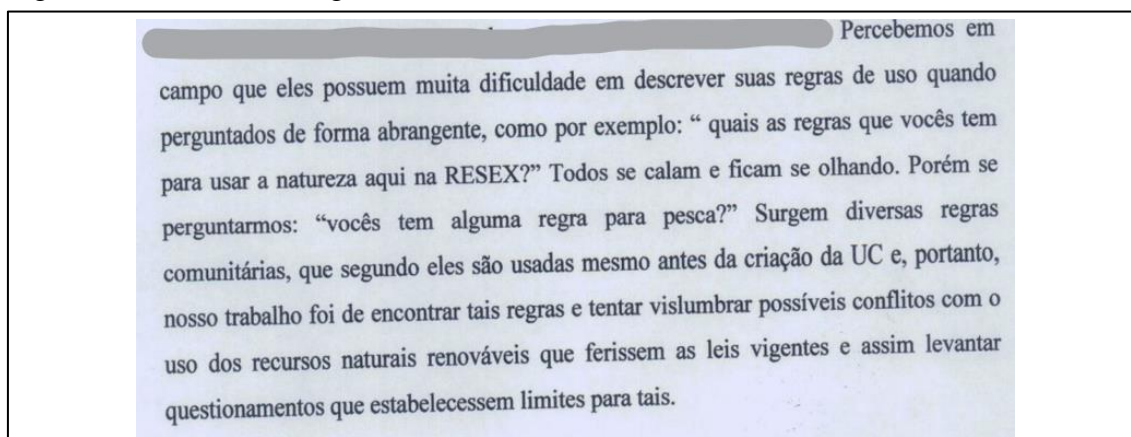 Percebemos em
campo que eles possuem muita dificuldade em descrever suas regras de uso quando
perguntados de forma abrangente, como por exemplo: “ quais as regras que vocês tem
para usar a natureza aqui na RESEX?” Todos se calam e ficam se olhando. Porém se
perguntarmos: “vocês tem alguma regra para pesca?” Surgem diversas regras
comunitárias, que segundo eles são usadas mesmo antes da criação da UC e, portanto,
nosso trabalho foi de encontrar tais regras e tentar vislumbrar possíveis conflitos com o
uso dos recursos naturais renováveis que ferissem as leis vigentes e assim levantar
questionamentos que estabelecessem limites para tais.